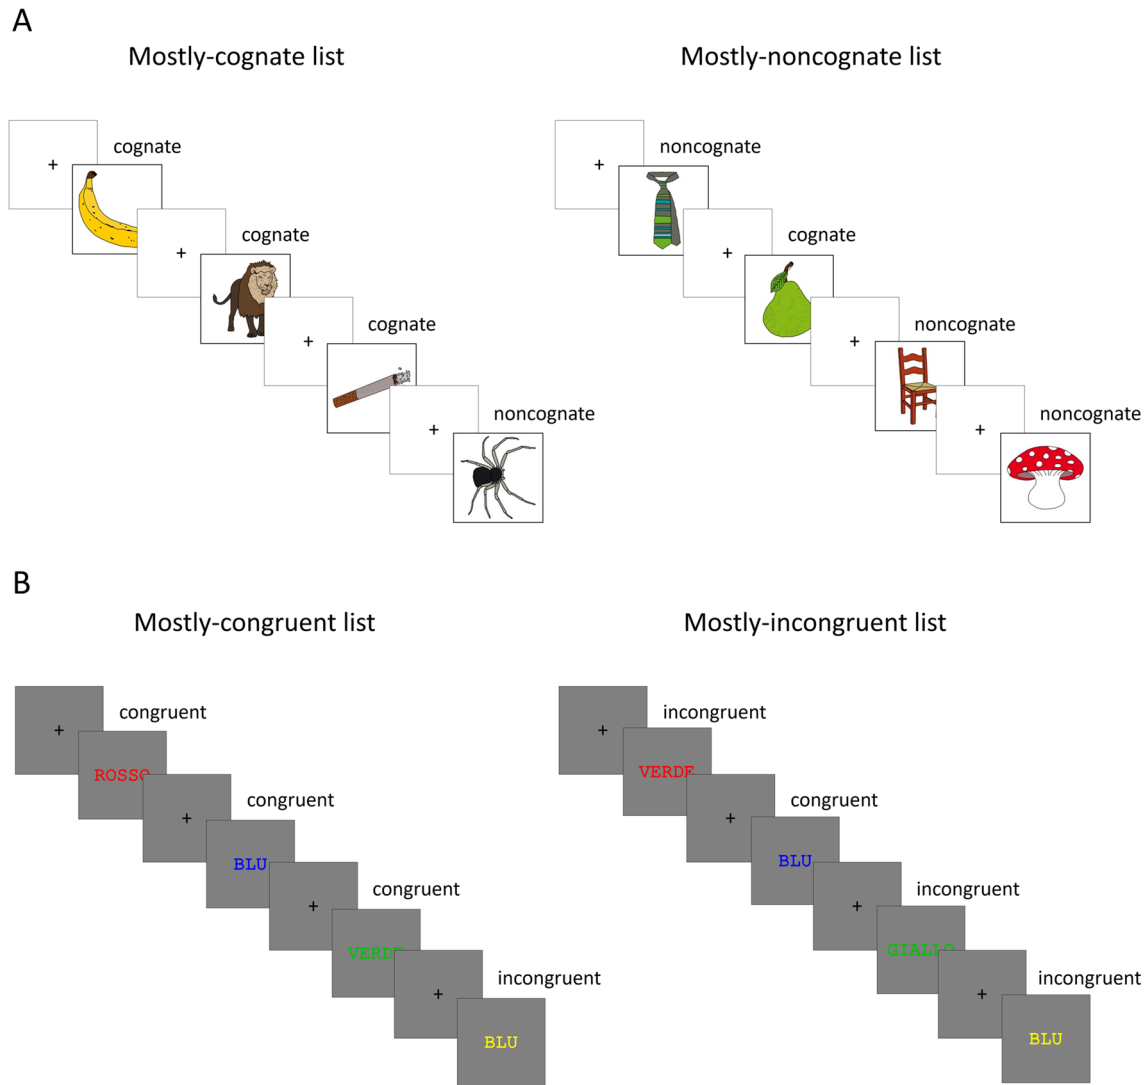 A
Mostly-cognate list
cognate
cognate
cognate
noncognate
Mostly-noncognate list
noncognate
cognate
noncognate
noncognate
B
Mostly-congruent list
congruent
ROSSO
congruent
BLU
congruent
VERDE
incongruent
BLU
Mostly-incongruent list
incongruent
VERDE
congruent
BLU
incongruent
GIALLO
incongruent
BLU